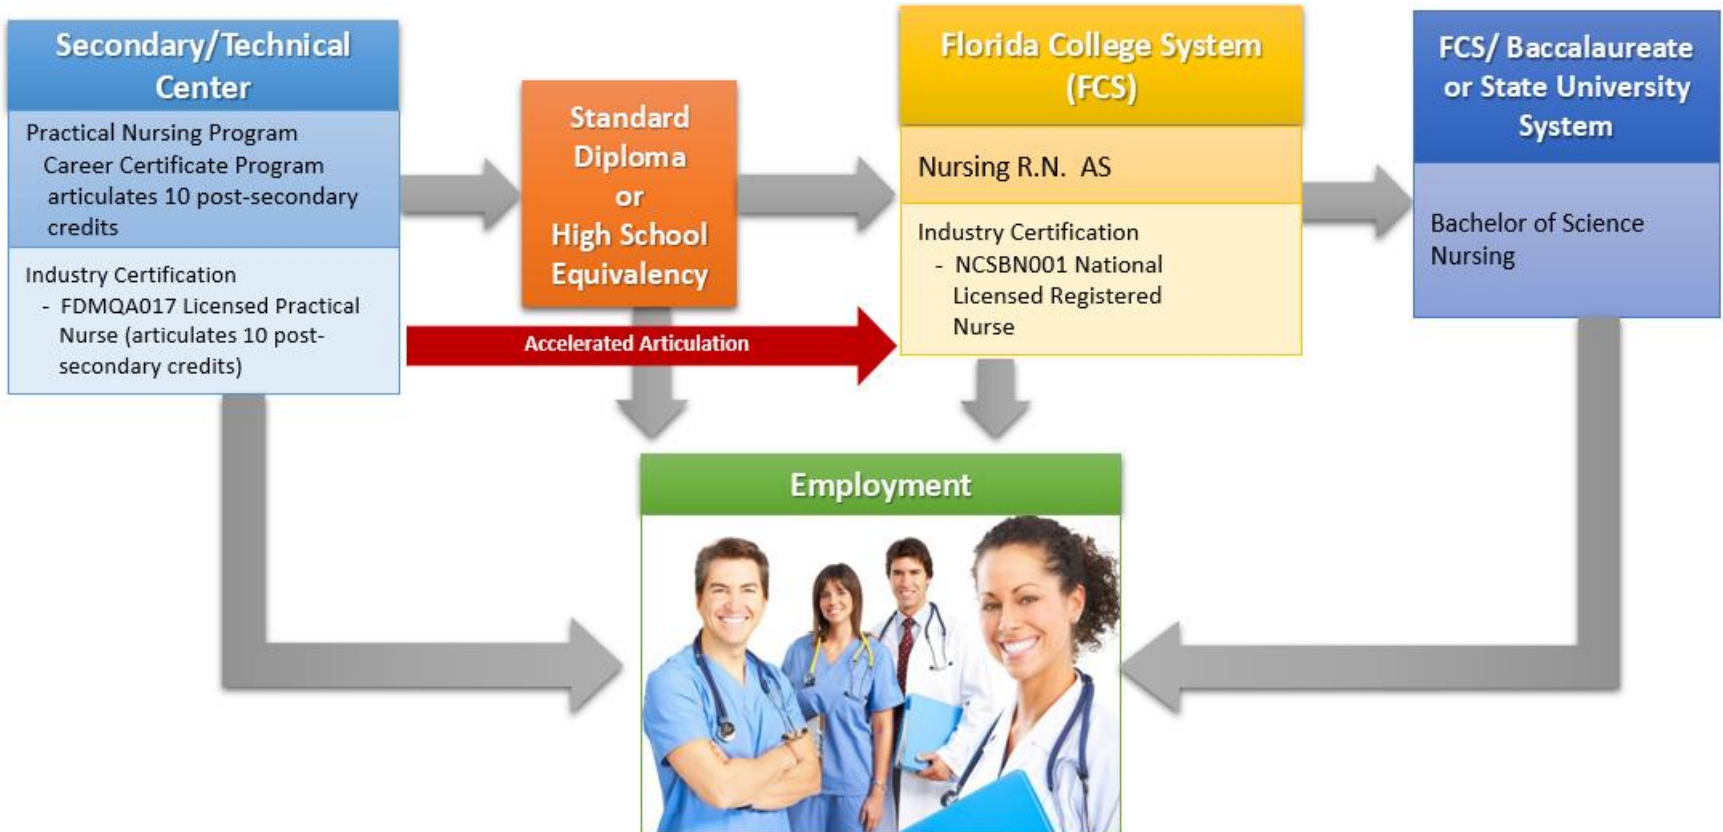 Secondary/Technical
Center
Practical Nursing Program
Career Certificate Program
articulates 10 post-secondary
credits
Industry Certification
- FDMQA017 Licensed Practical
Nurse (articulates 10 post-
secondary credits)
Standard
Diploma
or
High School
Equivalency
Accelerated Articulation
Florida College System
(FCS)
Nursing R.N. AS
Industry Certification
- NCSBN001 National
Licensed Registered
Nurse
FCS/ Baccalaureate
or State University
System
Bachelor of Science
Nursing
Employment